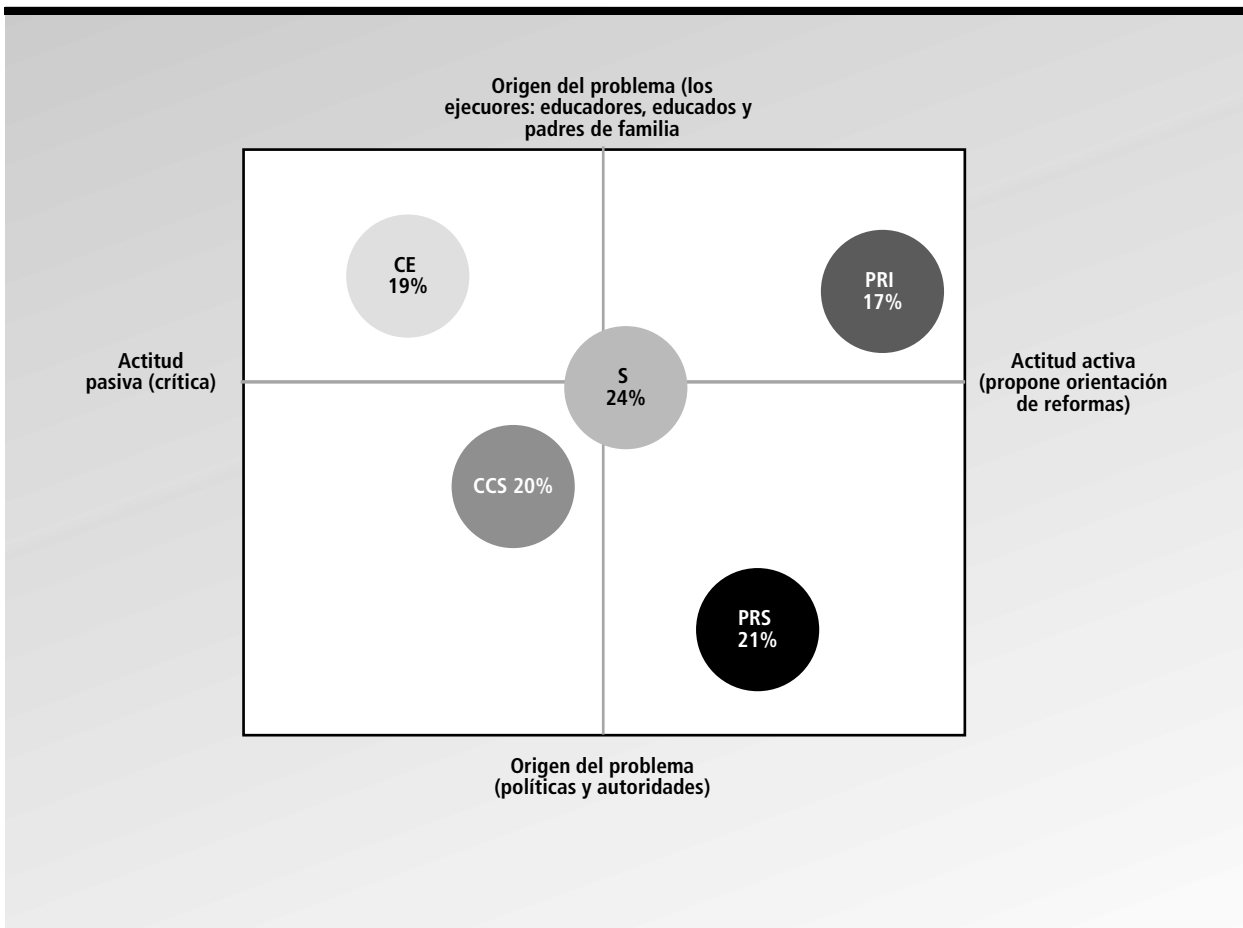 Origen del problema (los
ejecuores: educadores, educados y
padres de familia
CE
19%
PRI
17%
Actitud
pasiva (crítica)
S
24%
Actitud activa
(propone orientación
de reformas)
CCS 20%
PRS
21%
Origen del problema
(políticas y autoridades)